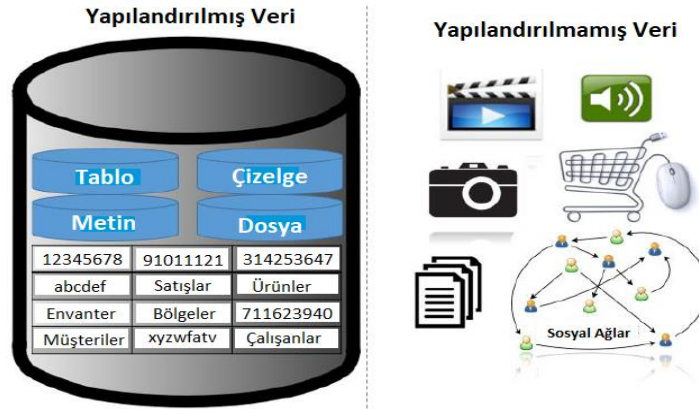 Yapılandırılmış Veri
Tablo
Çizelge
Metin
Dosya
12345678 91011121 314253647
abcdef Satışlar Ürünler
Envanter Bölgeler 711623940
Müşteriler xyzwfatv Çalışanlar
Yapılandırılmamış Veri
Sosyal Ağlar